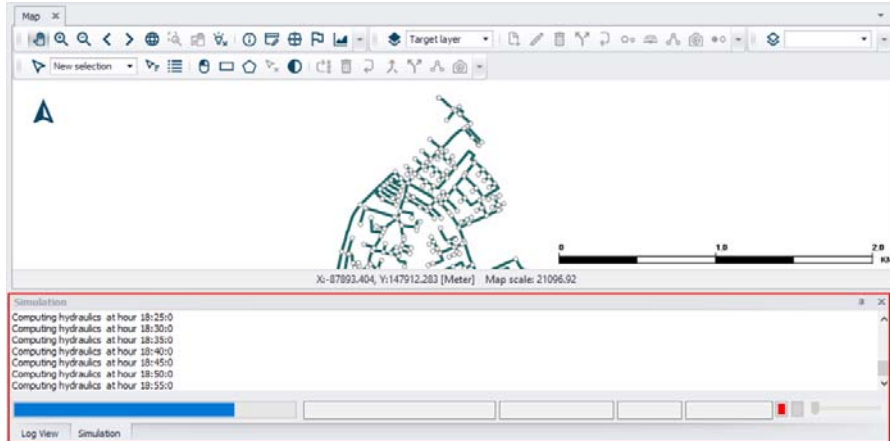 Map
Target layer
New selection
0 1.0 2.0
KM
X:-87893.404, Y:147912.283 [Meter] Map scale: 21096.92
Simulation
Computing hydraulics at hour 18:25:0
Computing hydraulics at hour 18:30:0
Computing hydraulics at hour 18:35:0
Computing hydraulics at hour 18:40:0
Computing hydraulics at hour 18:45:0
Computing hydraulics at hour 18:50:0
Computing hydraulics at hour 18:55:0
Log View Simulation